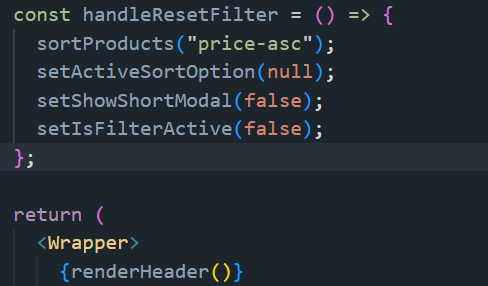 const handleResetFilter = () => {
sortProducts("price-asc");
setActiveSortOption(null);
setShowShortModal(false);
setIsFilterActive(false);
};
return (
<Wrapper>
{renderHeader()}